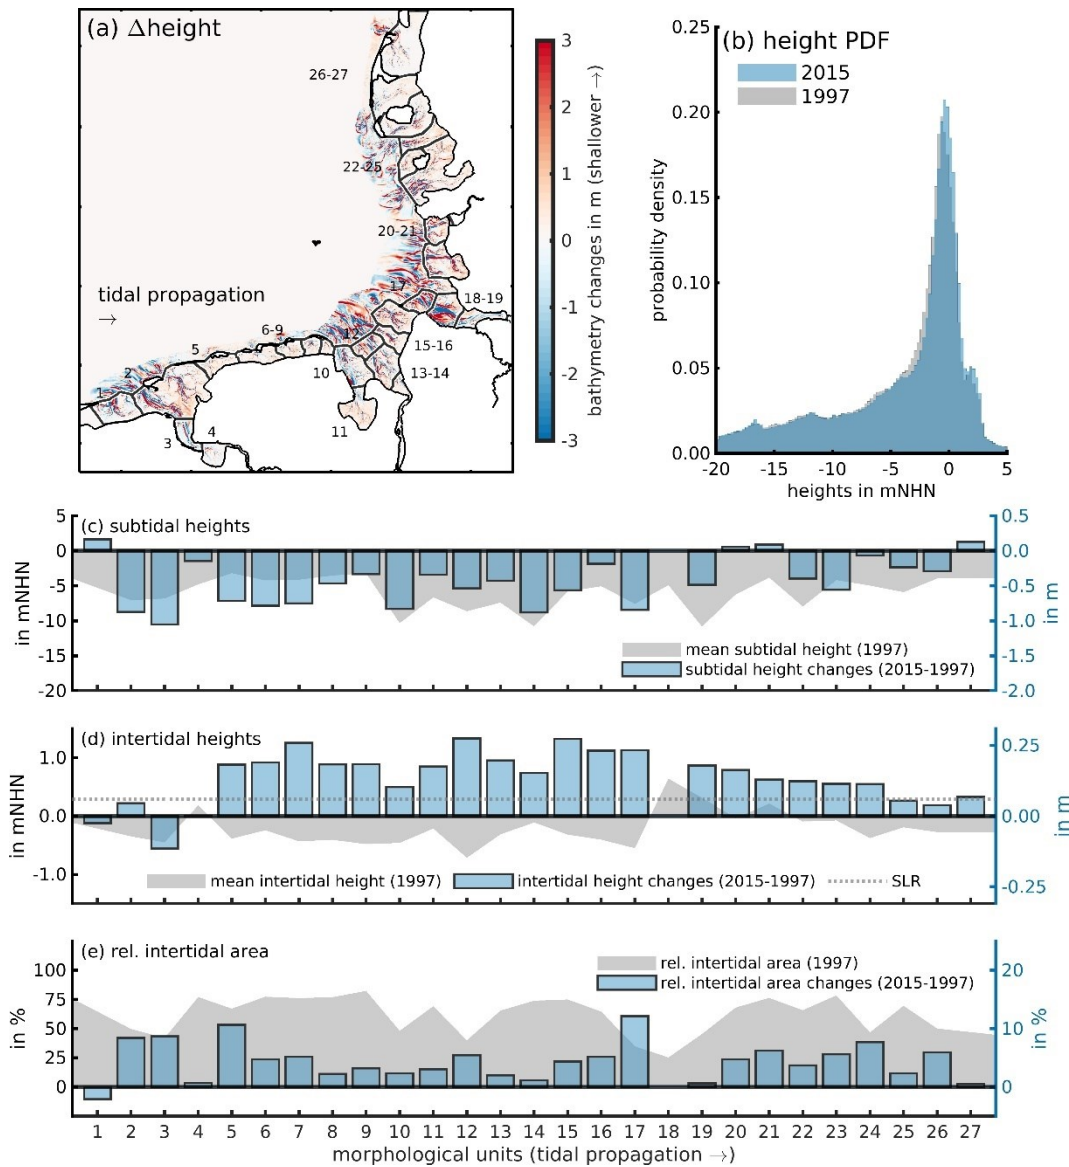 (a) Δheight
26-27
22-25
20-21
17
18-19
tidal propagation
→
6-9
12
5
15-16
2
10
13-14
1
11
3
4
3
2
1
0
-1
-2
-3
bathymetry changes in m (shallower →)
(b) height PDF
2015
1997
0.25
0.20
0.15
0.10
0.05
0.00
probability density
-20 -15 -10 -5 0 5
heights in mNHN
(c) subtidal heights
5
0
-5
-10
-15
-20
in mNHN
0.5
0.0
-0.5
-1.0
-1.5
-2.0
in m
mean subtidal height (1997)
subtidal height changes (2015-1997)
(d) intertidal heights
1.0
0.0
-1.0
in mNHN
0.25
0.00
-0.25
in m
mean intertidal height (1997) intertidal height changes (2015-1997) SLR
(e) rel. intertidal area
100
75
50
25
0
in %
20
10
0
in %
rel. intertidal area (1997)
rel. intertidal area changes (2015-1997)
1 2 3 4 5 6 7 8 9 10 11 12 13 14 15 16 17 18 19 20 21 22 23 24 25 26 27
morphological units (tidal propagation →)